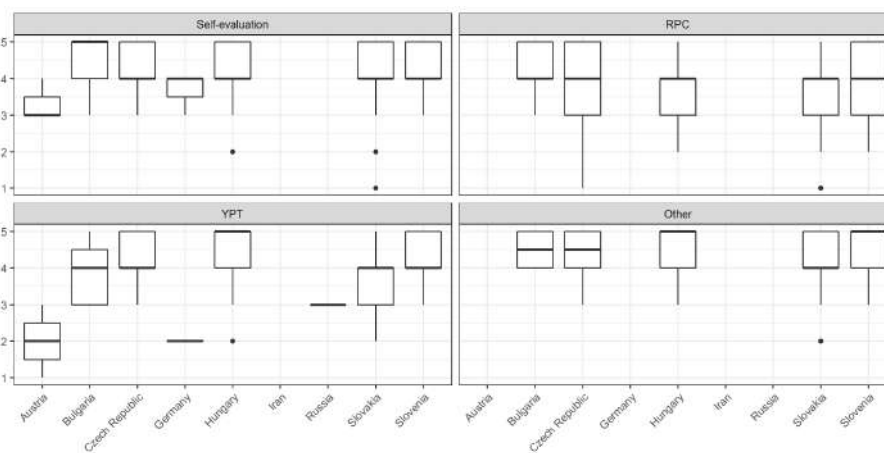 Self-evaluation
RPC
5
4
3
2
1
YPT
Other
5
4
3
2
1
Austria
Bulgaria
Czech Republic
Germany
Hungary
Iran
Russia
Slovakia
Slovenia
Austria
Bulgaria
Czech Republic
Germany
Hungary
Iran
Russia
Slovakia
Slovenia